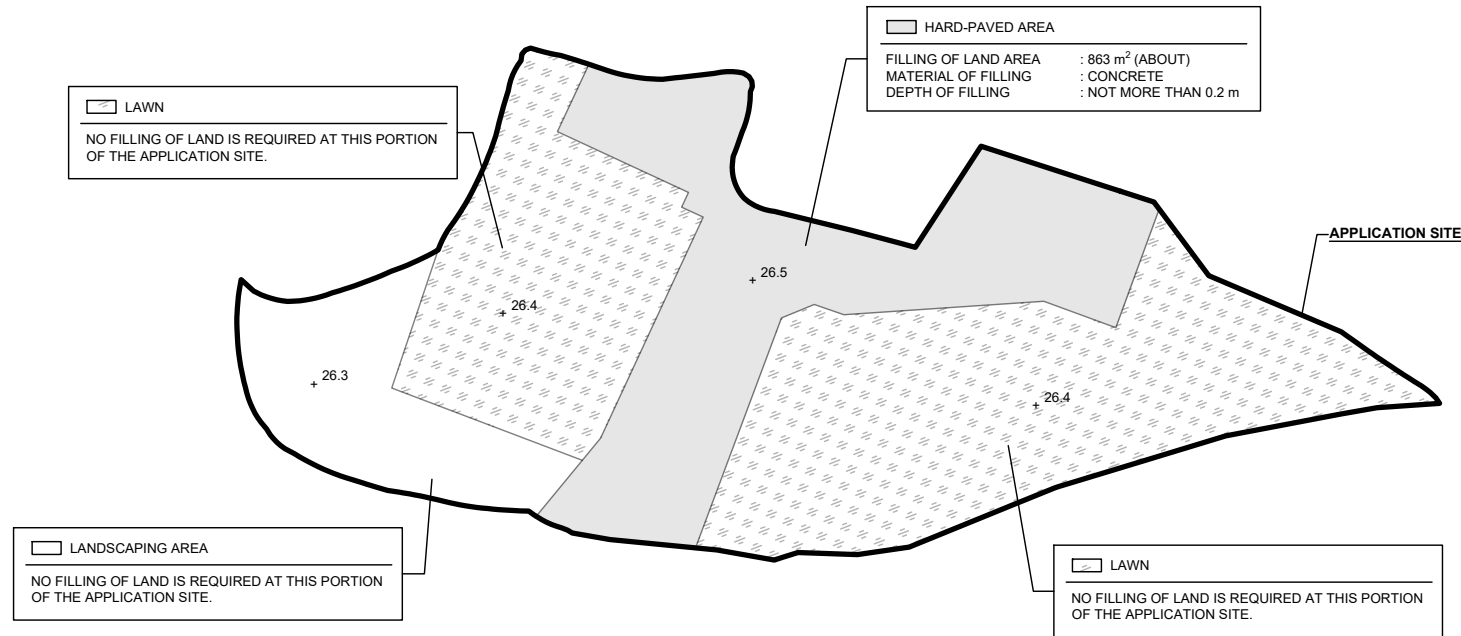 HARD-PAVED AREA
FILLING OF LAND AREA : 863 m² (ABOUT)
MATERIAL OF FILLING : CONCRETE
DEPTH OF FILLING : NOT MORE THAN 0.2 m
LAWN
NO FILLING OF LAND IS REQUIRED AT THIS PORTION
OF THE APPLICATION SITE.
APPLICATION SITE
26.5
26.4
26.3
26.4
LANDSCAPING AREA
NO FILLING OF LAND IS REQUIRED AT THIS PORTION
OF THE APPLICATION SITE.
LAWN
NO FILLING OF LAND IS REQUIRED AT THIS PORTION
OF THE APPLICATION SITE.